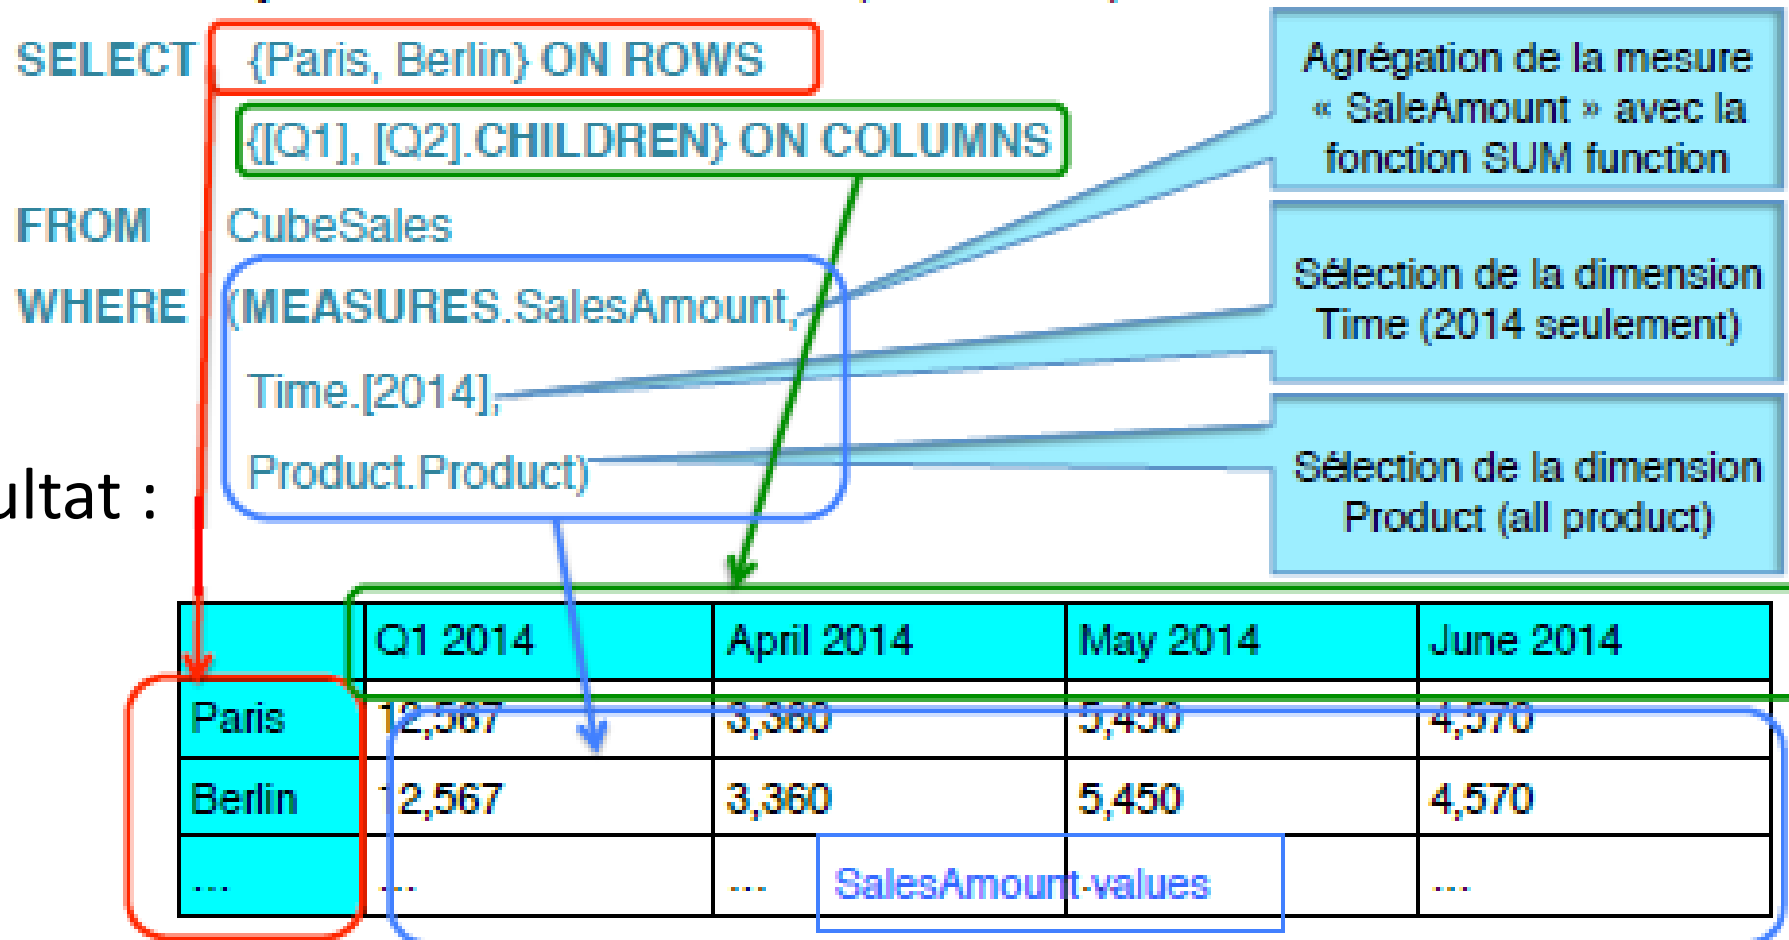 SELECT {Paris, Berlin} ON ROWS
{[Q1], [Q2].CHILDREN} ON COLUMNS
FROM CubeSales
WHERE (MEASURES.SalesAmount,
Time.[2014],
Product.Product)
Agrégation de la mesure
« SaleAmount » avec la
fonction SUM function
Sélection de la dimension
Time (2014 seulement)
Sélection de la dimension
Product (all product)
ultat :
Q1 2014 April 2014 May 2014 June 2014
Paris 12,567 3,360 5,450 4,570
Berlin 12,567 3,360 5,450 4,570
... ... ... ...
SalesAmount values